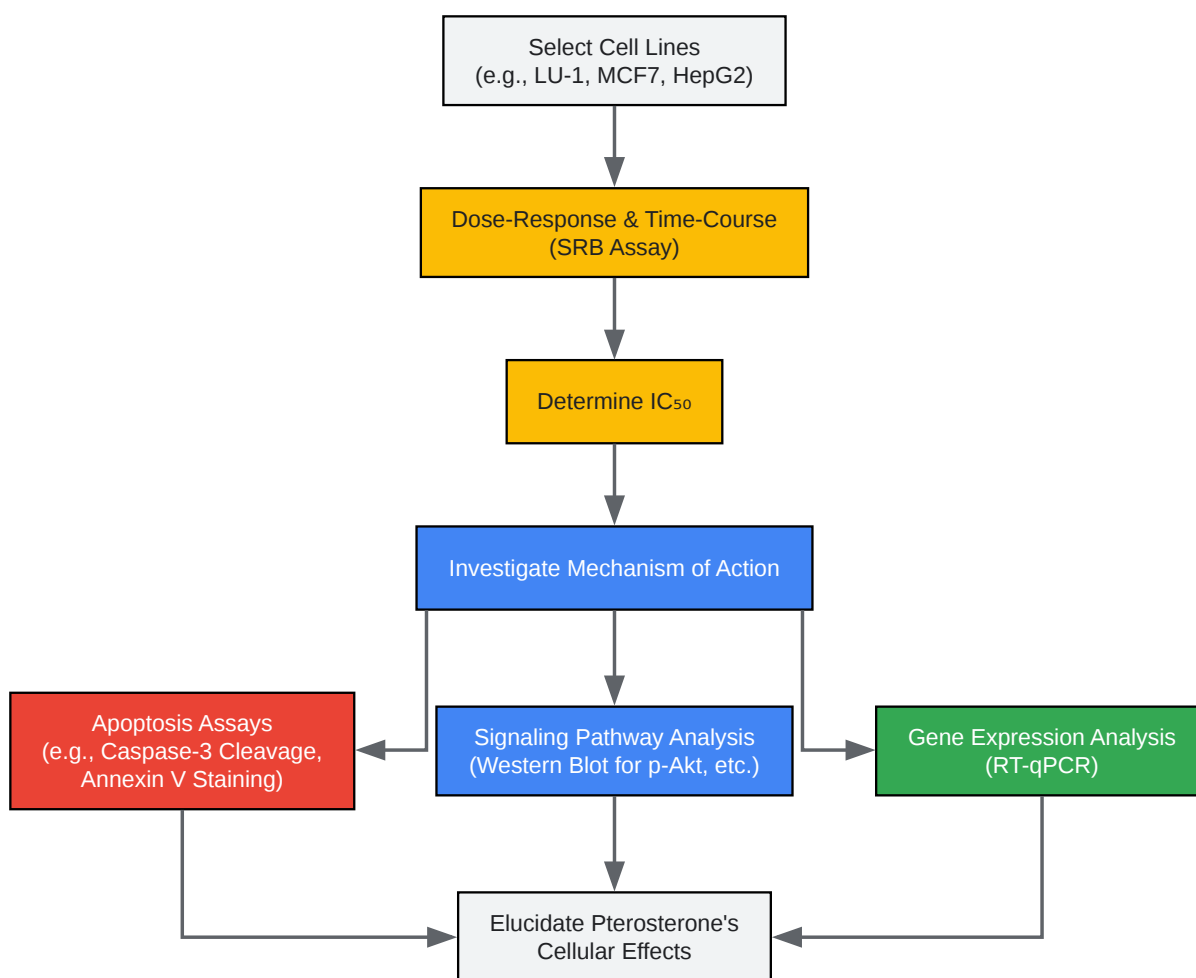 Select Cell Lines
(e.g., LU-1, MCF7, HepG2)
Dose-Response & Time-Course
(SRB Assay)
Determine IC₅₀
Investigate Mechanism of Action
Apoptosis Assays
(e.g., Caspase-3 Cleavage,
Annexin V Staining)
Signaling Pathway Analysis
(Western Blot for p-Akt, etc.)
Gene Expression Analysis
(RT-qPCR)
Elucidate Pterosterone's
Cellular Effects